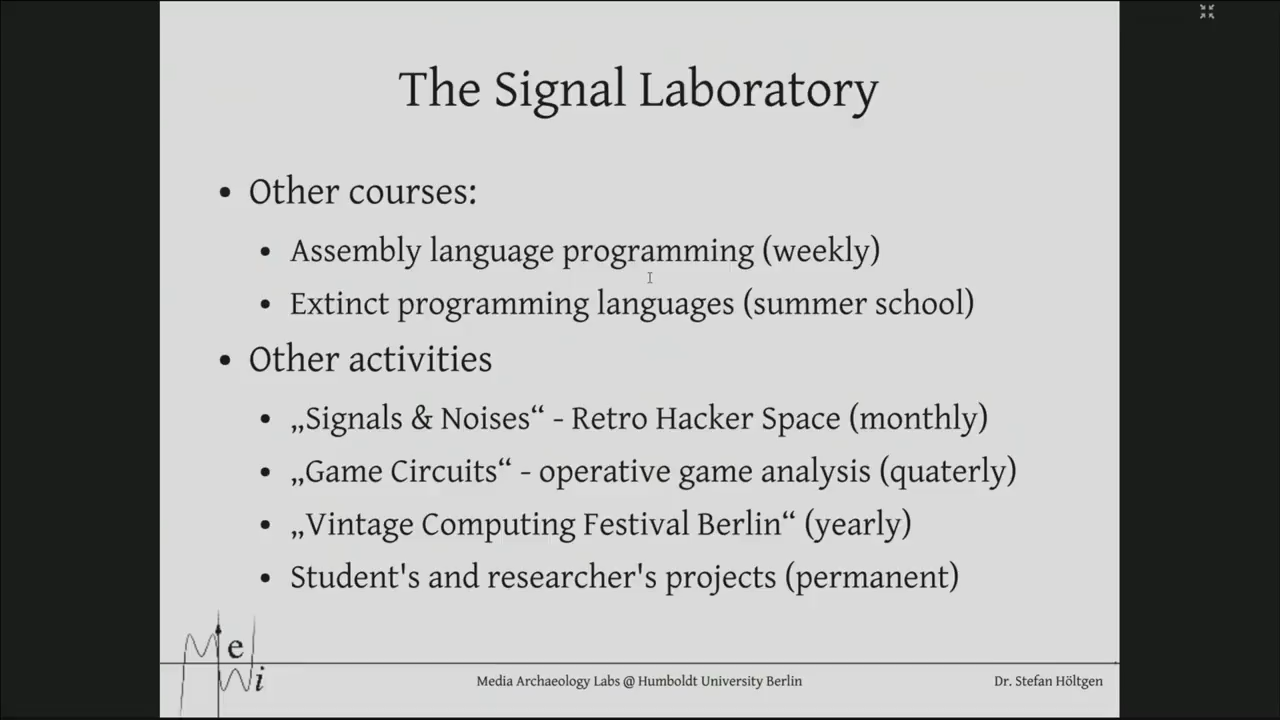 The Signal Laboratory
• Other courses:
• Assembly language programming (weekly)
• Extinct programming languages (summer school)
• Other activities
• „Signals & Noises“ - Retro Hacker Space (monthly)
• „Game Circuits“ - operative game analysis (quaterly)
• „Vintage Computing Festival Berlin“ (yearly)
• Student's and researcher's projects (permanent)
Me
Wi
Media Archaeology Labs @ Humboldt University Berlin
Dr. Stefan Höltgen